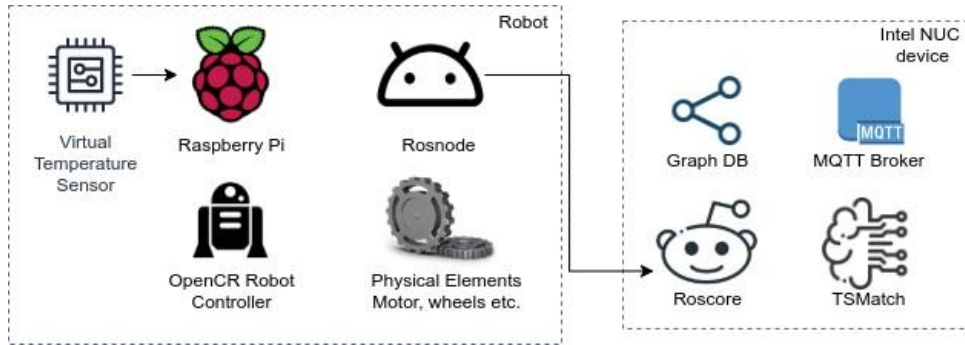 Robot
Virtual
Temperature
Sensor
Raspberry Pi
Rosnode
OpenCR Robot
Controller
Physical Elements
Motor, wheels etc.
Intel NUC
device
Graph DB
MQTT
MQTT Broker
Roscore
TSMatch